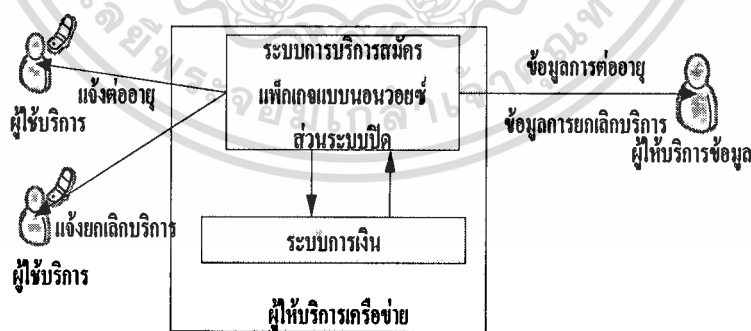 ระบบการบริการสมัคร
แพ็กเกจแบบนอนวอยซ์
ส่วนระบบปิด
แจ้งต่ออายุ
ผู้ใช้บริการ
ข้อมูลการต่ออายุ
ข้อมูลการยกเลิกบริการ
ผู้ให้บริการข้อมูล
แจ้งยกเลิกบริการ
ผู้ใช้บริการ
ระบบการเงิน
ผู้ให้บริการเครือข่าย